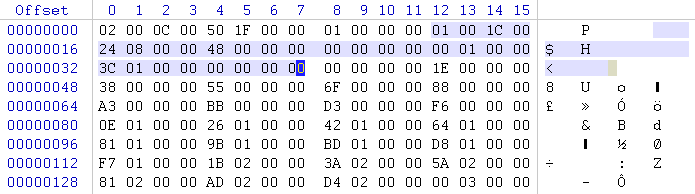 Offset 0 1 2 3 4 5 6 7 8 9 10 11 12 13 14 15
00000000 02 00 0C 00 50 1F 00 00 01 00 00 00 01 00 1C 00 P
00000016 24 08 00 00 48 00 00 00 00 00 00 00 00 01 00 00 $ H
00000032 3C 01 00 00 00 00 00 00 00 00 00 00 1E 00 00 00 <
00000048 38 00 00 00 55 00 00 00 6F 00 00 00 88 00 00 00 8 U o ▌
00000064 A3 00 00 00 BB 00 00 00 D3 00 00 00 F6 00 00 00 £ » Ó ö
00000080 0E 01 00 00 26 01 00 00 42 01 00 00 64 01 00 00 & B d
00000096 81 01 00 00 9B 01 00 00 BD 01 00 00 D8 01 00 00 ▌ ½ Ø
00000112 F7 01 00 00 1B 02 00 00 3A 02 00 00 5A 02 00 00 ÷ : Z
00000128 81 02 00 00 AD 02 00 00 D4 02 00 00 00 03 00 00 - Ô